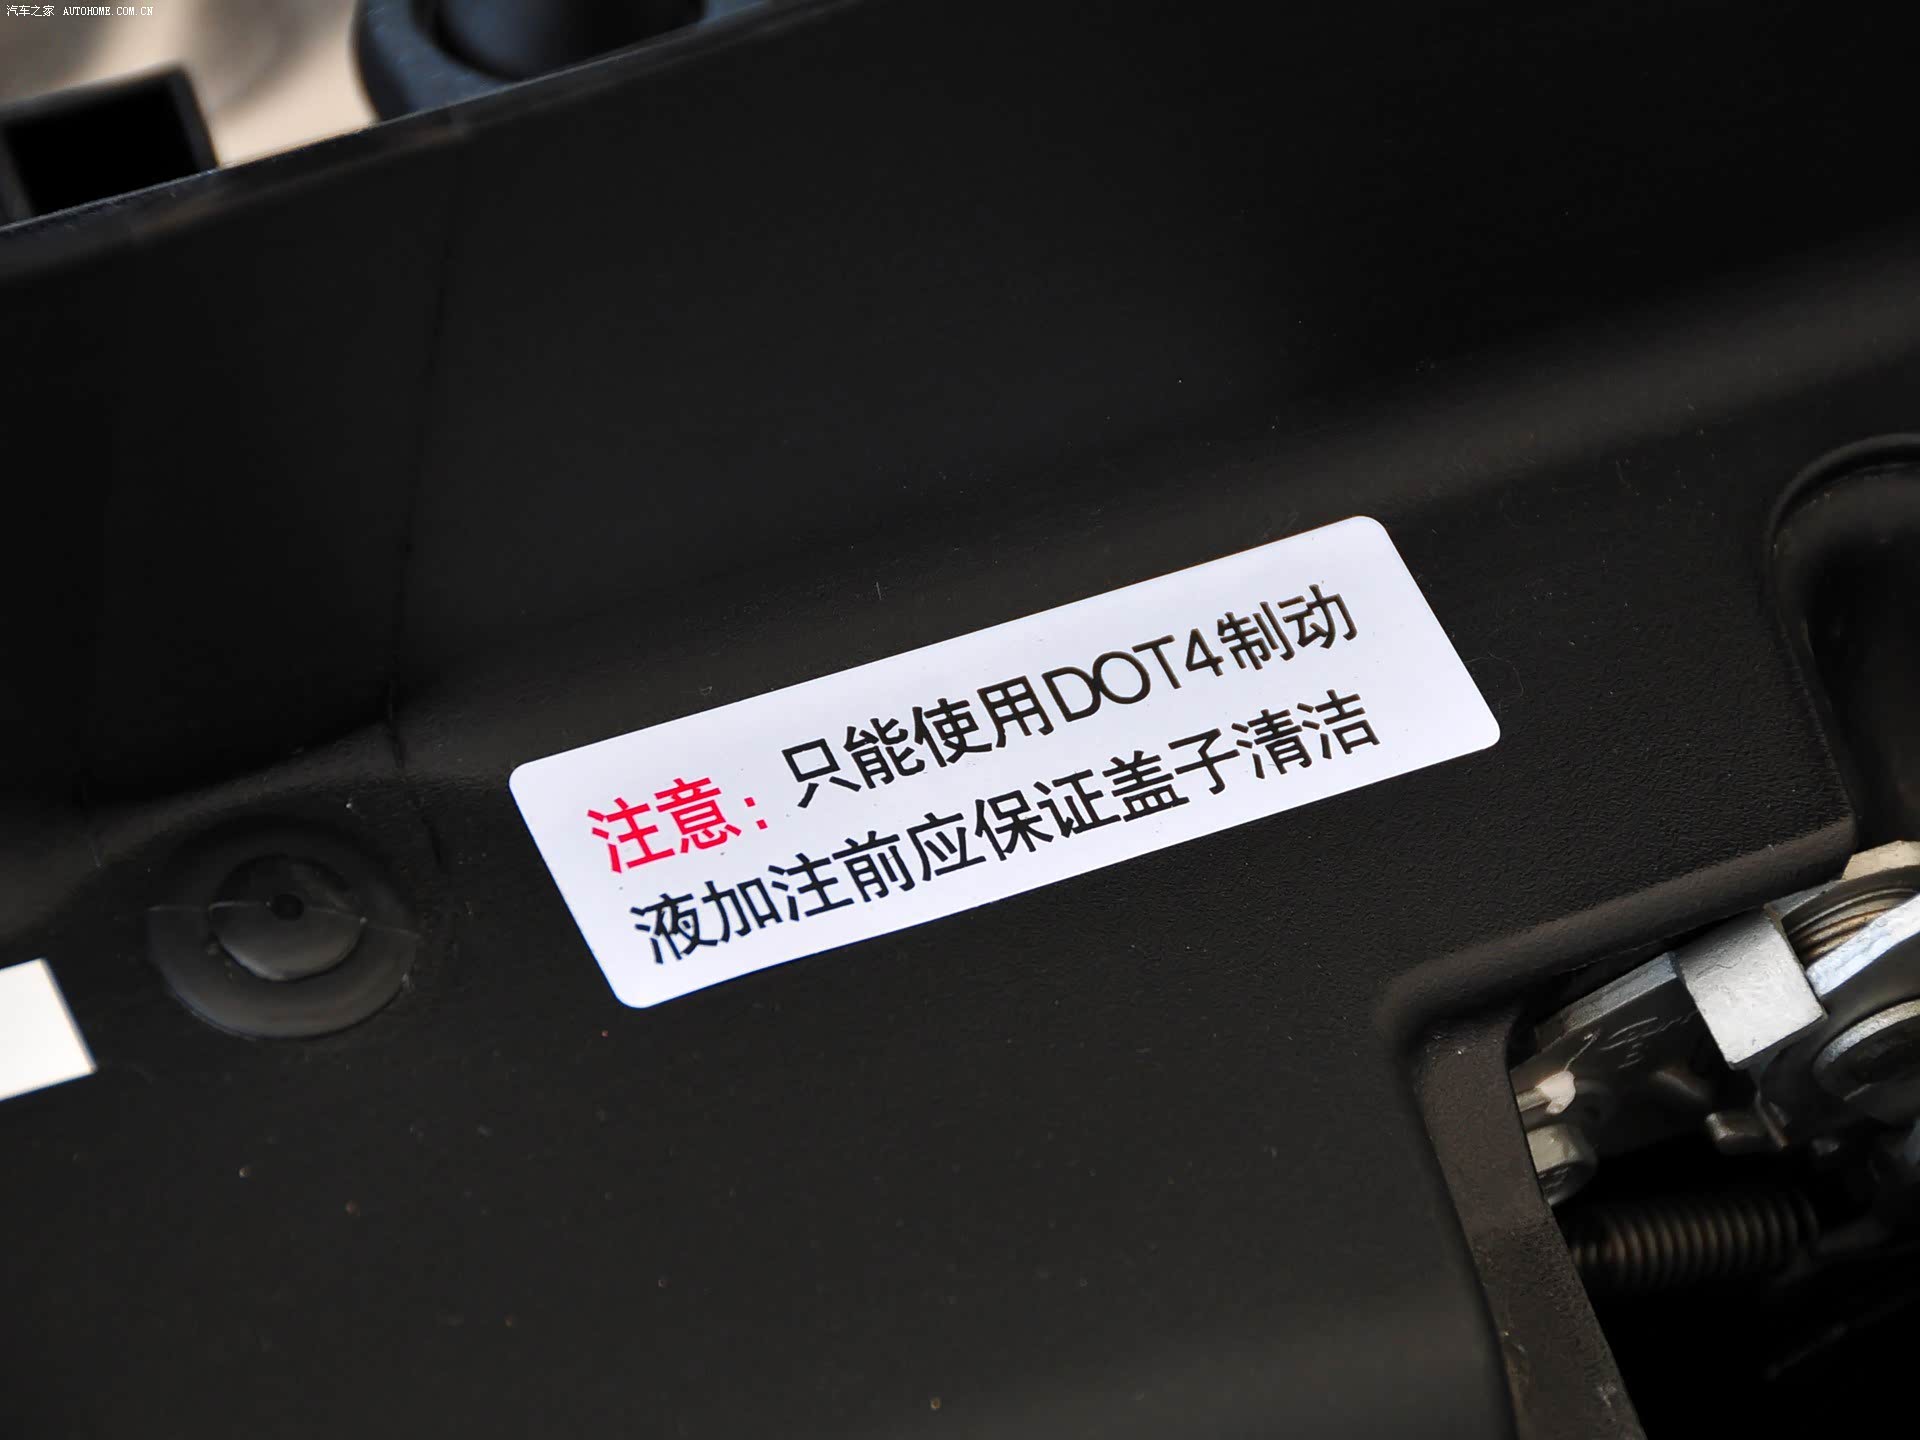 汽车之家 AUTOHOME.COM.CN
注意：只能使用DOT4制动
液加注前应保证盖子清洁